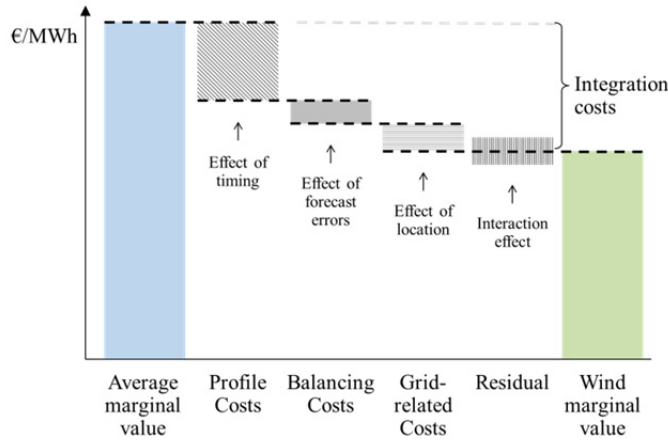 €/MWh
Integration
costs
Effect of
timing
Effect of
forecast
errors
Effect of
location
Interaction
effect
Average
marginal
value
Profile
Costs
Balancing
Costs
Grid-
related
Costs
Residual
Wind
marginal
value